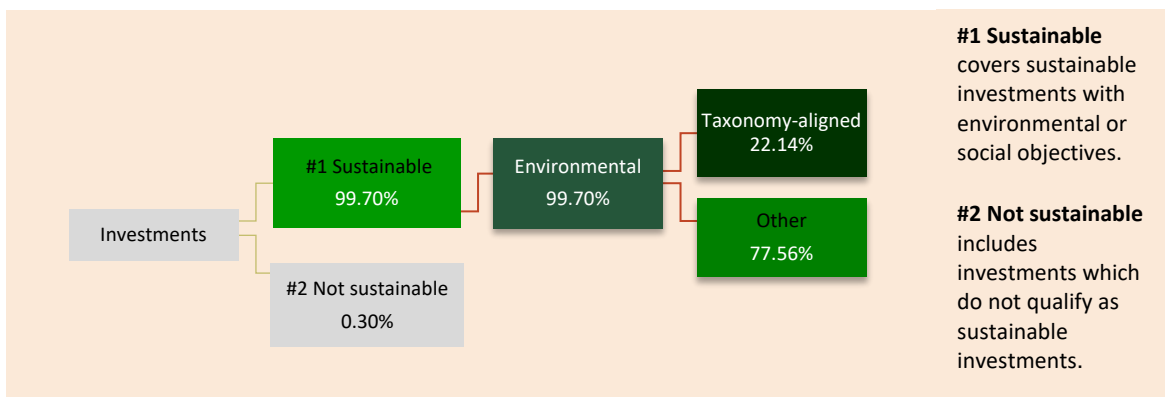 Investments
#1 Sustainable
99.70%
#2 Not sustainable
0.30%
Environmental
99.70%
Taxonomy-aligned
22.14%
Other
77.56%
#1 Sustainable
covers sustainable
investments with
environmental or
social objectives.
#2 Not sustainable
includes
investments which
do not qualify as
sustainable
investments.